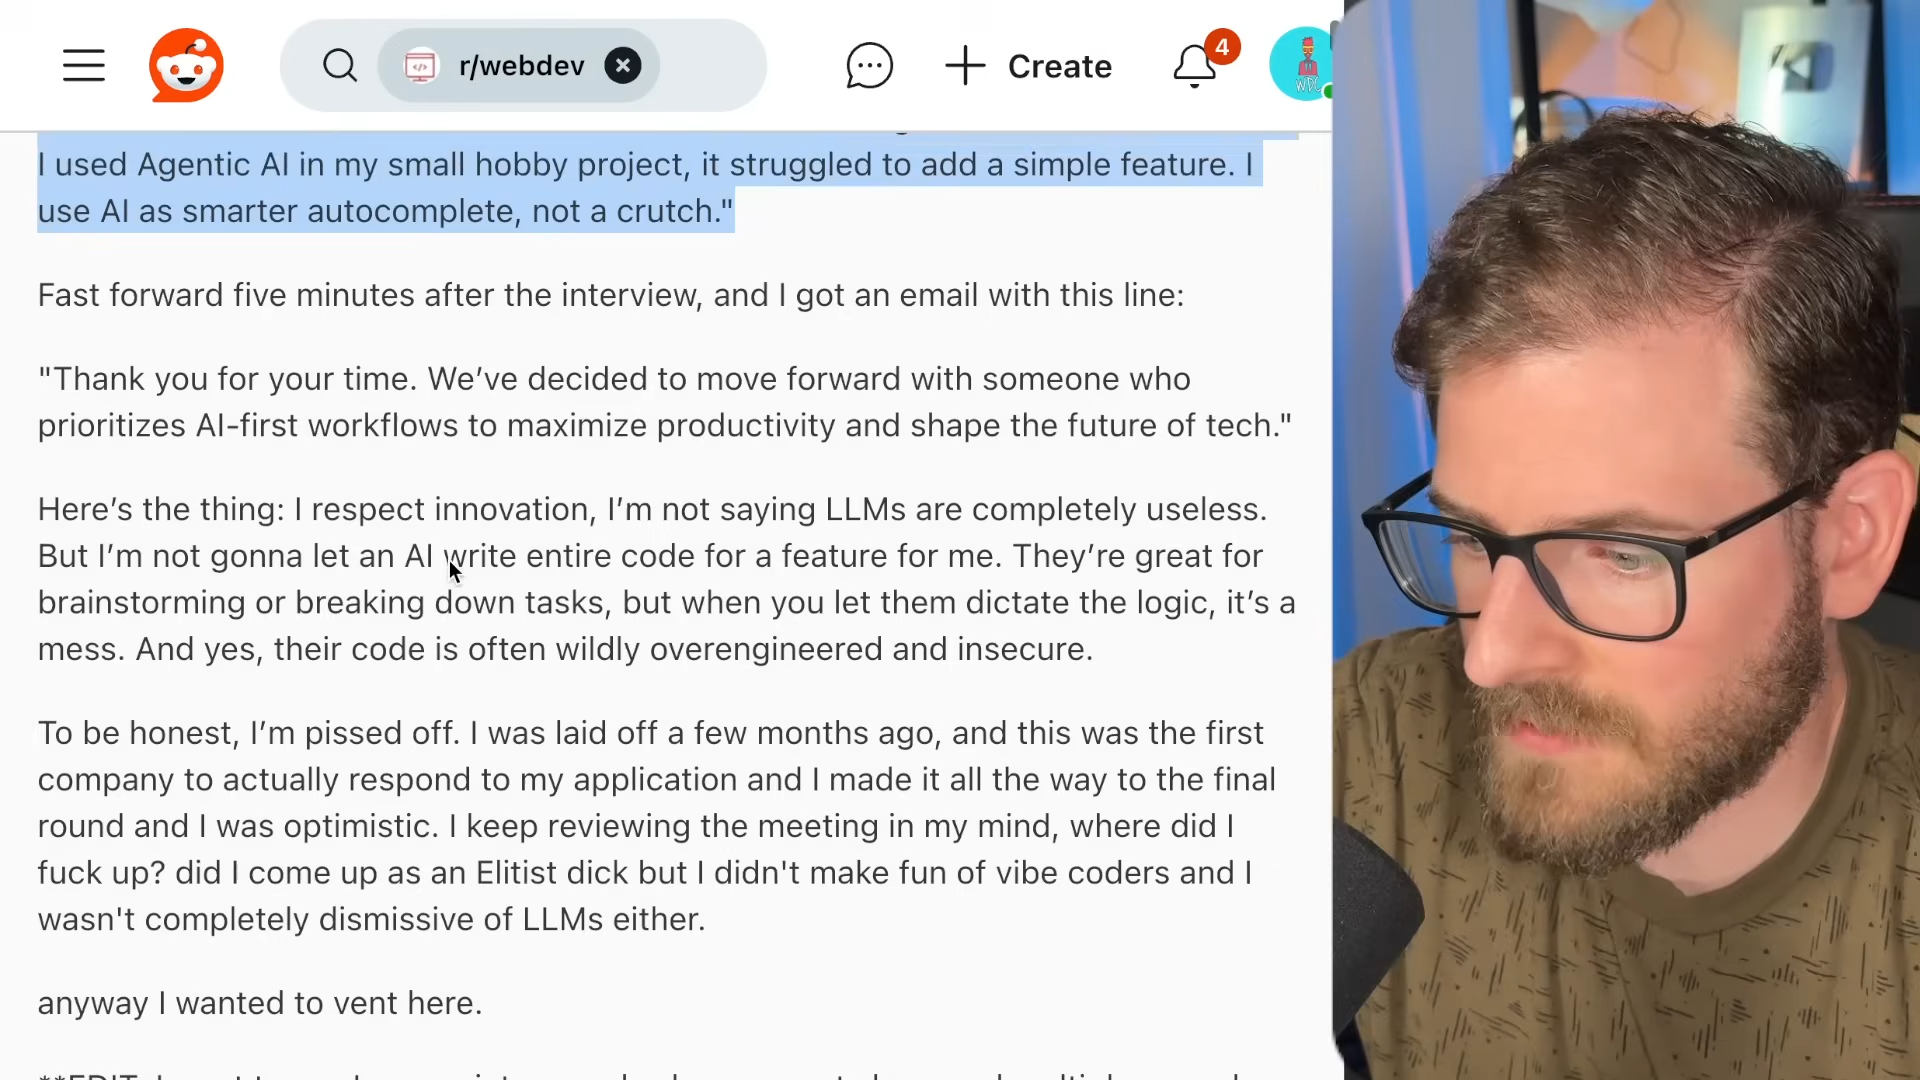 r/webdev
Create
4
WDC
I used Agentic AI in my small hobby project, it struggled to add a simple feature. I
use AI as smarter autocomplete, not a crutch."
Fast forward five minutes after the interview, and I got an email with this line:
"Thank you for your time. We’ve decided to move forward with someone who
prioritizes AI-first workflows to maximize productivity and shape the future of tech."
Here’s the thing: I respect innovation, I’m not saying LLMs are completely useless.
But I’m not gonna let an AI write entire code for a feature for me. They’re great for
brainstorming or breaking down tasks, but when you let them dictate the logic, it’s a
mess. And yes, their code is often wildly overengineered and insecure.
To be honest, I’m pissed off. I was laid off a few months ago, and this was the first
company to actually respond to my application and I made it all the way to the final
round and I was optimistic. I keep reviewing the meeting in my mind, where did I
fuck up? did I come up as an Elitist dick but I didn't make fun of vibe coders and I
wasn't completely dismissive of LLMs either.
anyway I wanted to vent here.